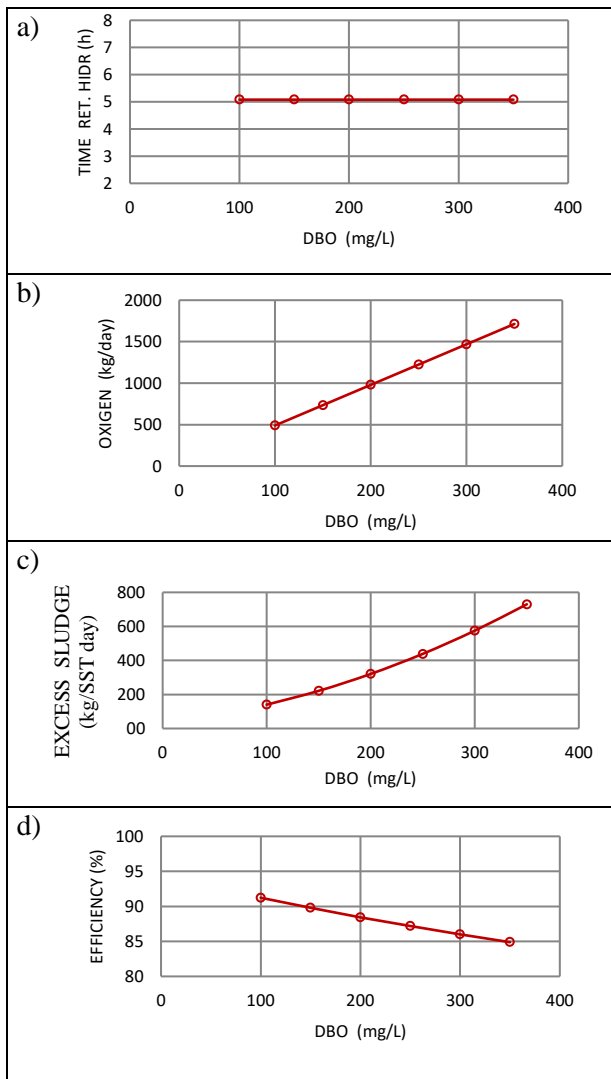 a)
TIME RET. HIDR (h)
8
7
6
5
4
3
2
0 100 200 300 400
DBO (mg/L)
b)
OXIGEN (kg/day)
2000
1500
1000
500
0
0 100 200 300 400
DBO (mg/L)
c)
EXCESS SLUDGE
(kg/SST day)
800
600
400
200
00
0 100 200 300 400
DBO (mg/L)
d)
EFFICIENCY (%)
100
95
90
85
80
0 100 200 300 400
DBO (mg/L)